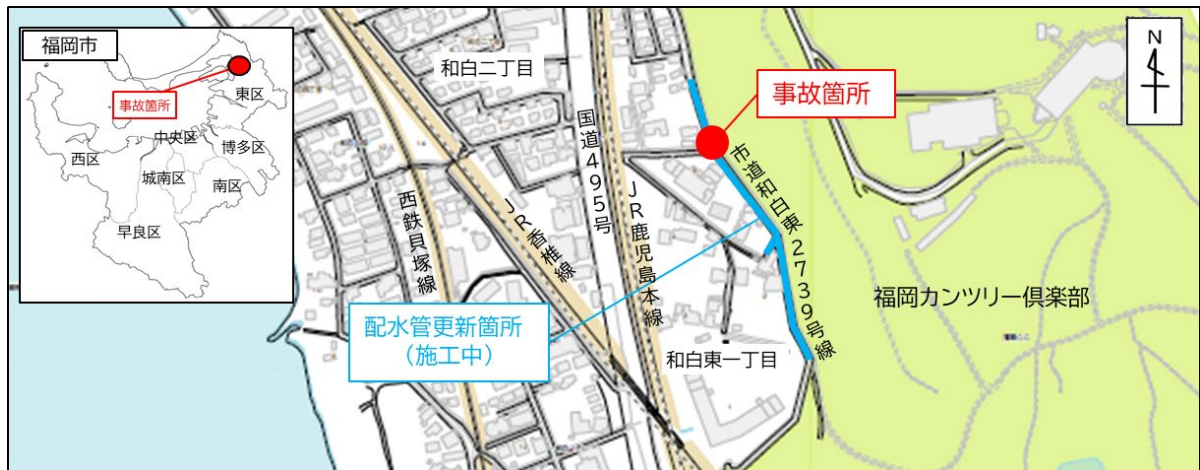 福岡市
事故箇所
東区
中央区
博多区
西区
城南区
南区
早良区
和白二丁目
国道495号
西鉄貝塚線
JR香椎線
JR鹿児島本線
事故箇所
市道和白東2739号線
配水管更新箇所
(施工中)
和白東一丁目
福岡カンツリー倶楽部
N